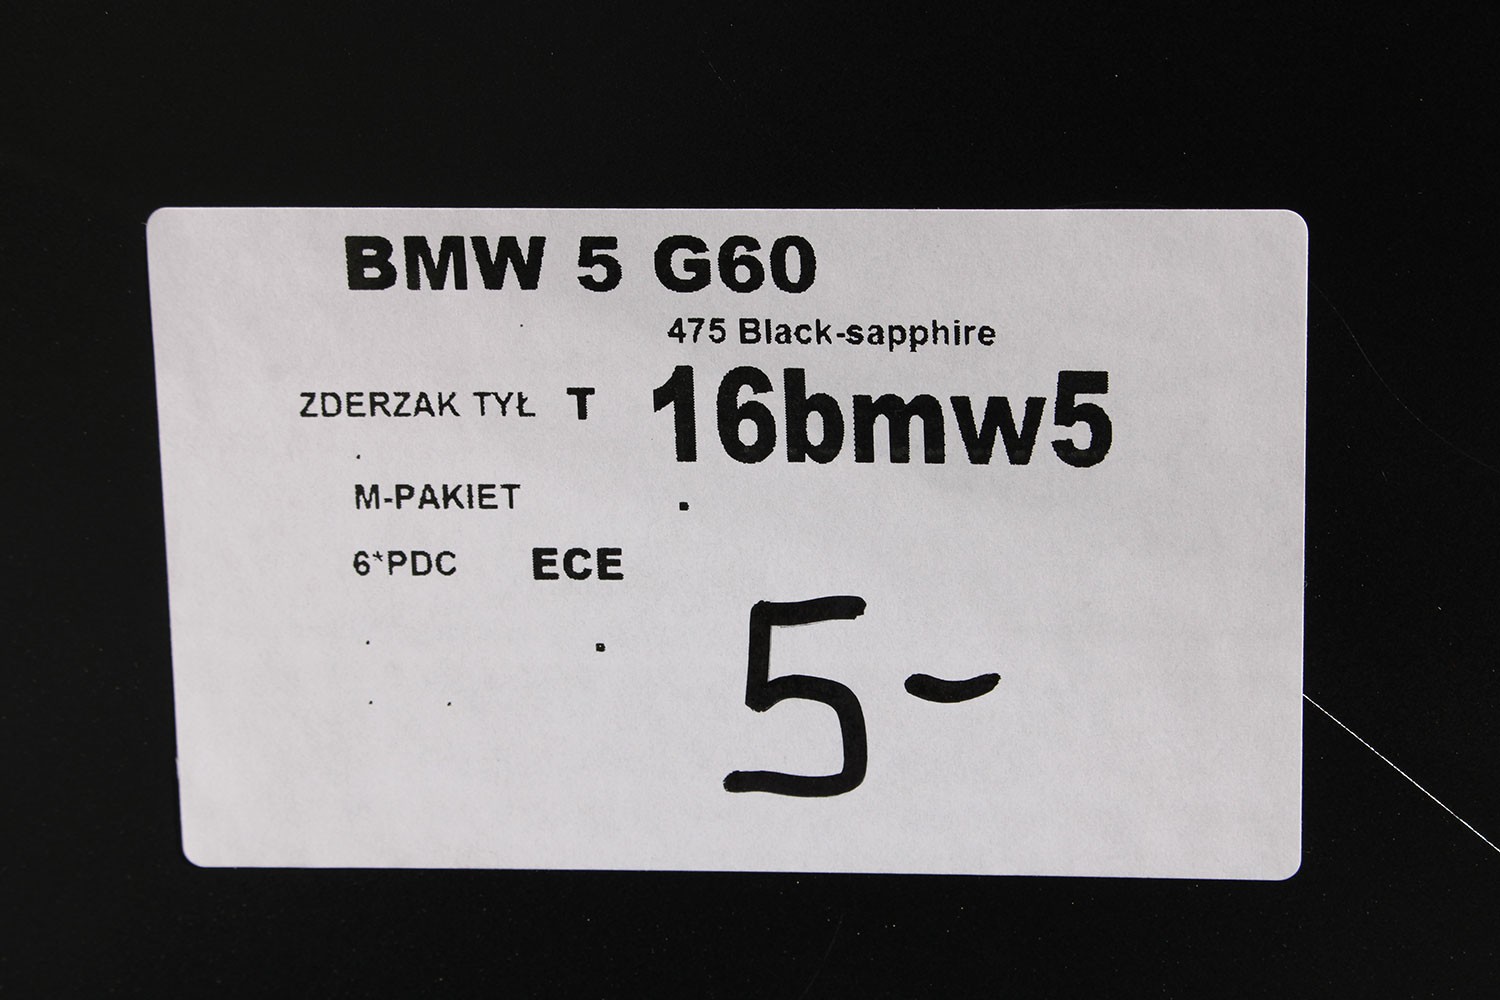 BMW 5 G60
475 Black-sapphire
ZDERZAK TYŁ T 16bmw5
M-PAKIET
6*PDC ECE
5-